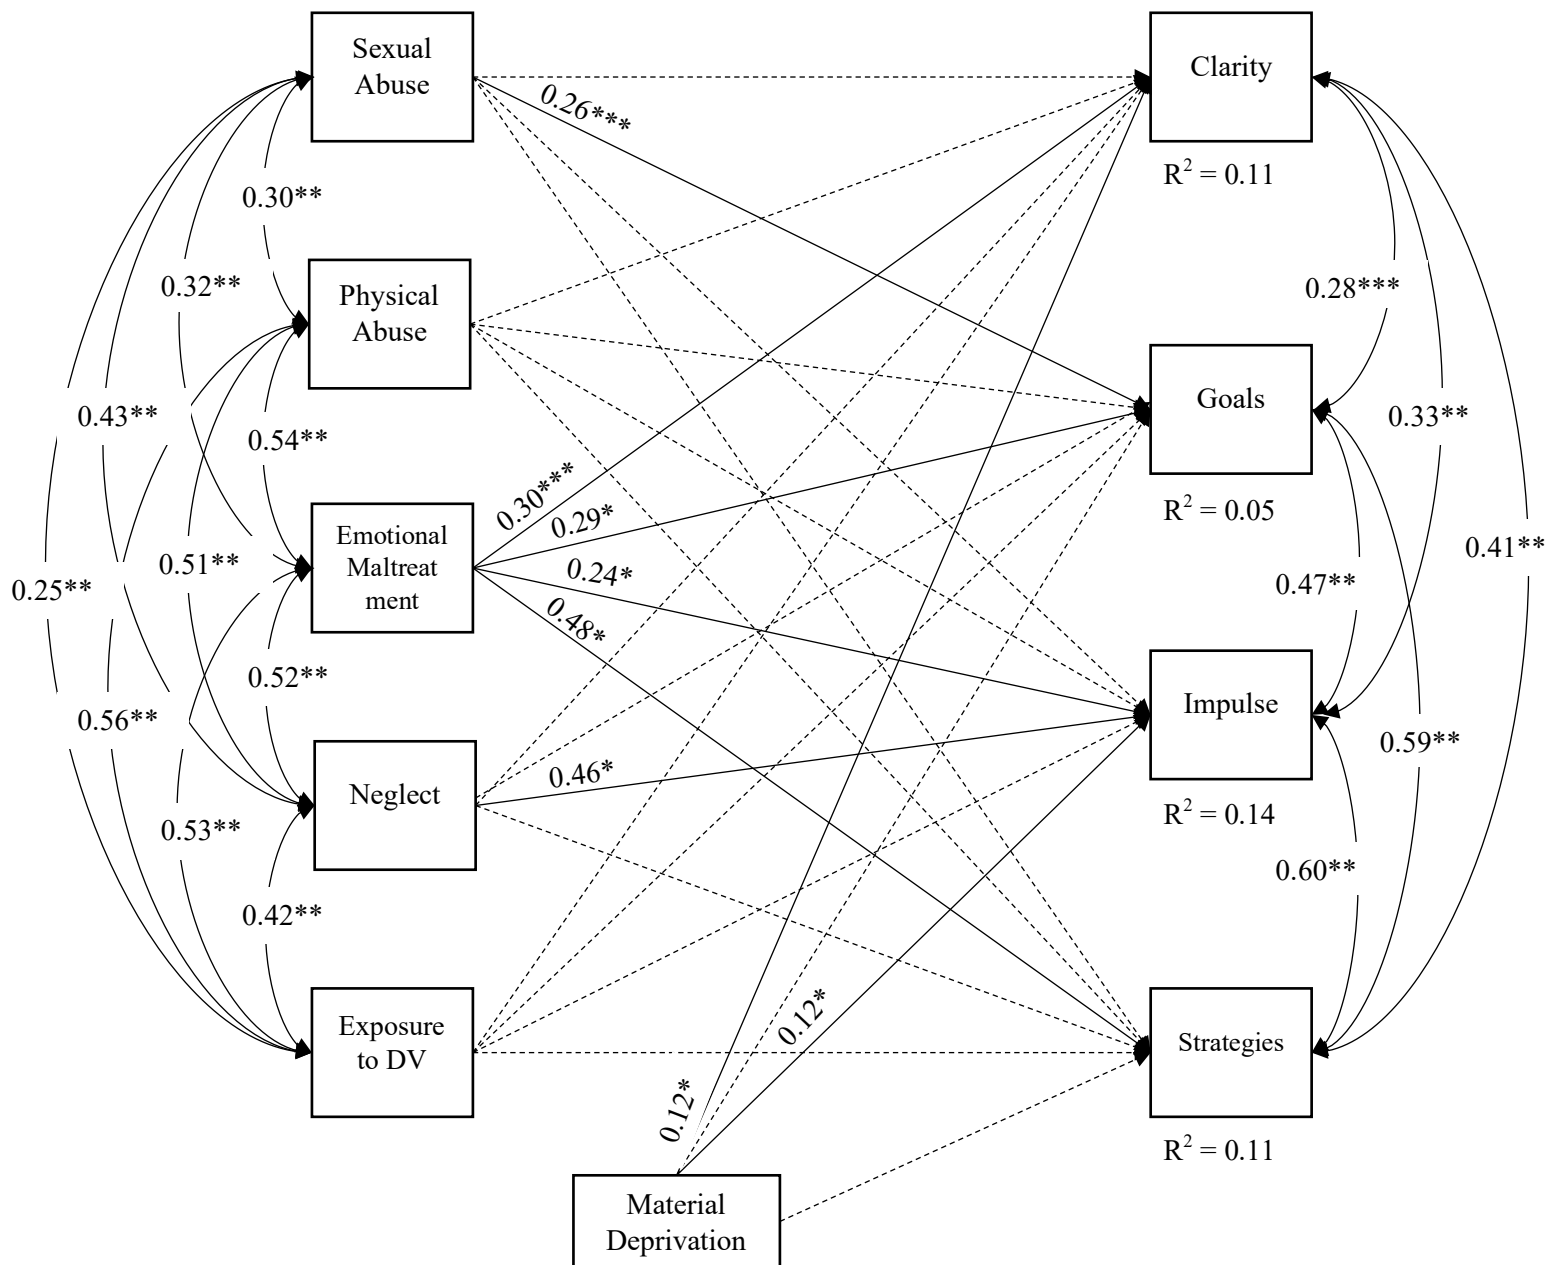 Sexual
Abuse
Clarity
0.26***
R² = 0.11
0.30**
0.32**
Physical
Abuse
0.28***
Goals
0.43**
0.33**
0.54**
0.30***
0.29*
R² = 0.05
Emotional
Maltreat
ment
0.51**
0.25**
0.24*
0.41**
0.47**
0.48*
0.52**
Impulse
0.56**
0.59**
Neglect
0.46*
R² = 0.14
0.53**
0.60**
0.42**
Exposure
to DV
0.12*
Strategies
0.12*
R² = 0.11
Material
Deprivation